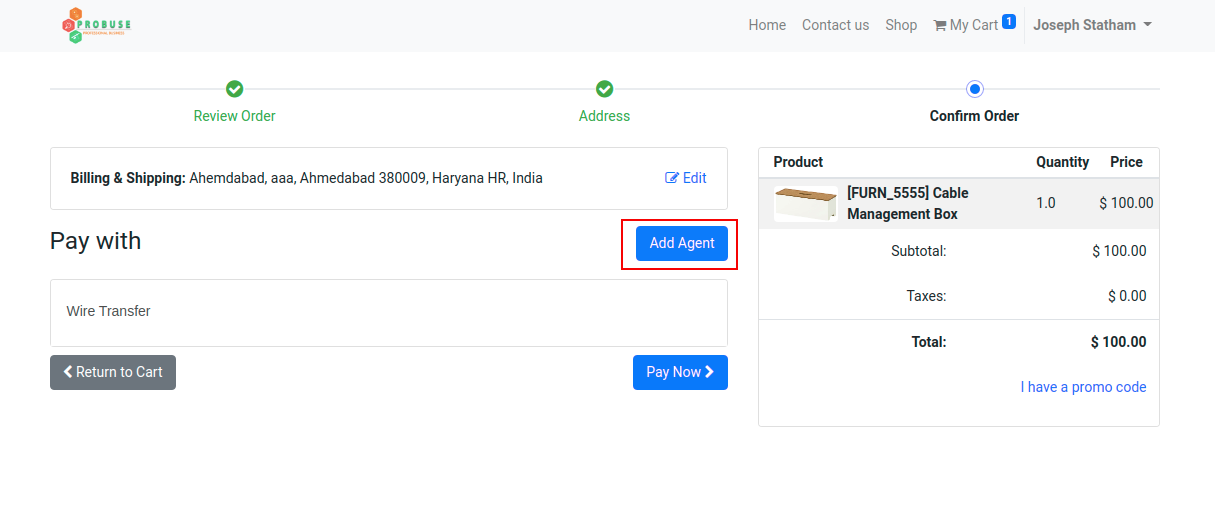 PROBUSE
Home Contact us Shop My Cart 1 Joseph Statham
Review Order Address Confirm Order
Billing & Shipping: Ahemdabad, aaa, Ahmedabad 380009, Haryana HR, India Edit
Pay with
Add Agent
Wire Transfer
Return to Cart
Pay Now
Product Quantity Price
[FURN_5555] Cable
Management Box
1.0 $ 100.00
Subtotal: $ 100.00
Taxes: $ 0.00
Total: $ 100.00
I have a promo code